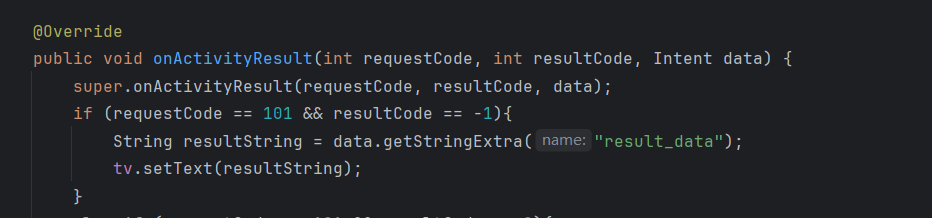 @Override
public void onActivityResult(int requestCode, int resultCode, Intent data) {
super.onActivityResult(requestCode, resultCode, data);
if (requestCode == 101 && resultCode == -1){
String resultString = data.getStringExtra( name: "result_data");
tv.setText(resultString);
}